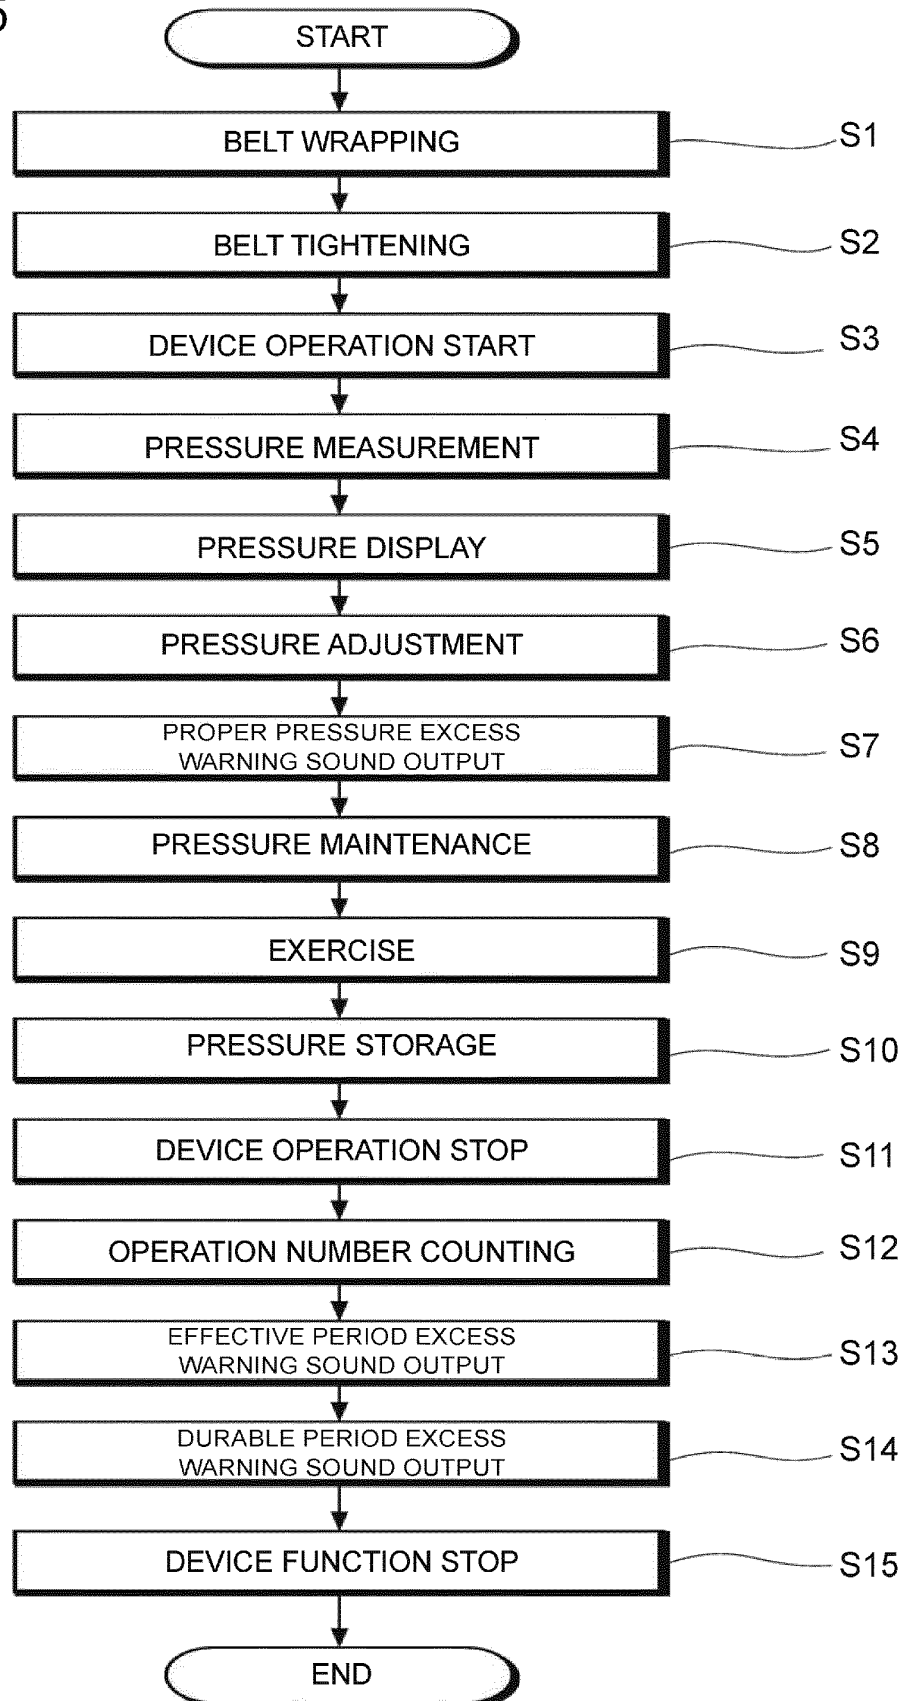 START
BELT WRAPPING S1
BELT TIGHTENING S2
DEVICE OPERATION START S3
PRESSURE MEASUREMENT S4
PRESSURE DISPLAY S5
PRESSURE ADJUSTMENT S6
PROPER PRESSURE EXCESS
WARNING SOUND OUTPUT S7
PRESSURE MAINTENANCE S8
EXERCISE S9
PRESSURE STORAGE S10
DEVICE OPERATION STOP S11
OPERATION NUMBER COUNTING S12
EFFECTIVE PERIOD EXCESS
WARNING SOUND OUTPUT S13
DURABLE PERIOD EXCESS
WARNING SOUND OUTPUT S14
DEVICE FUNCTION STOP S15
END